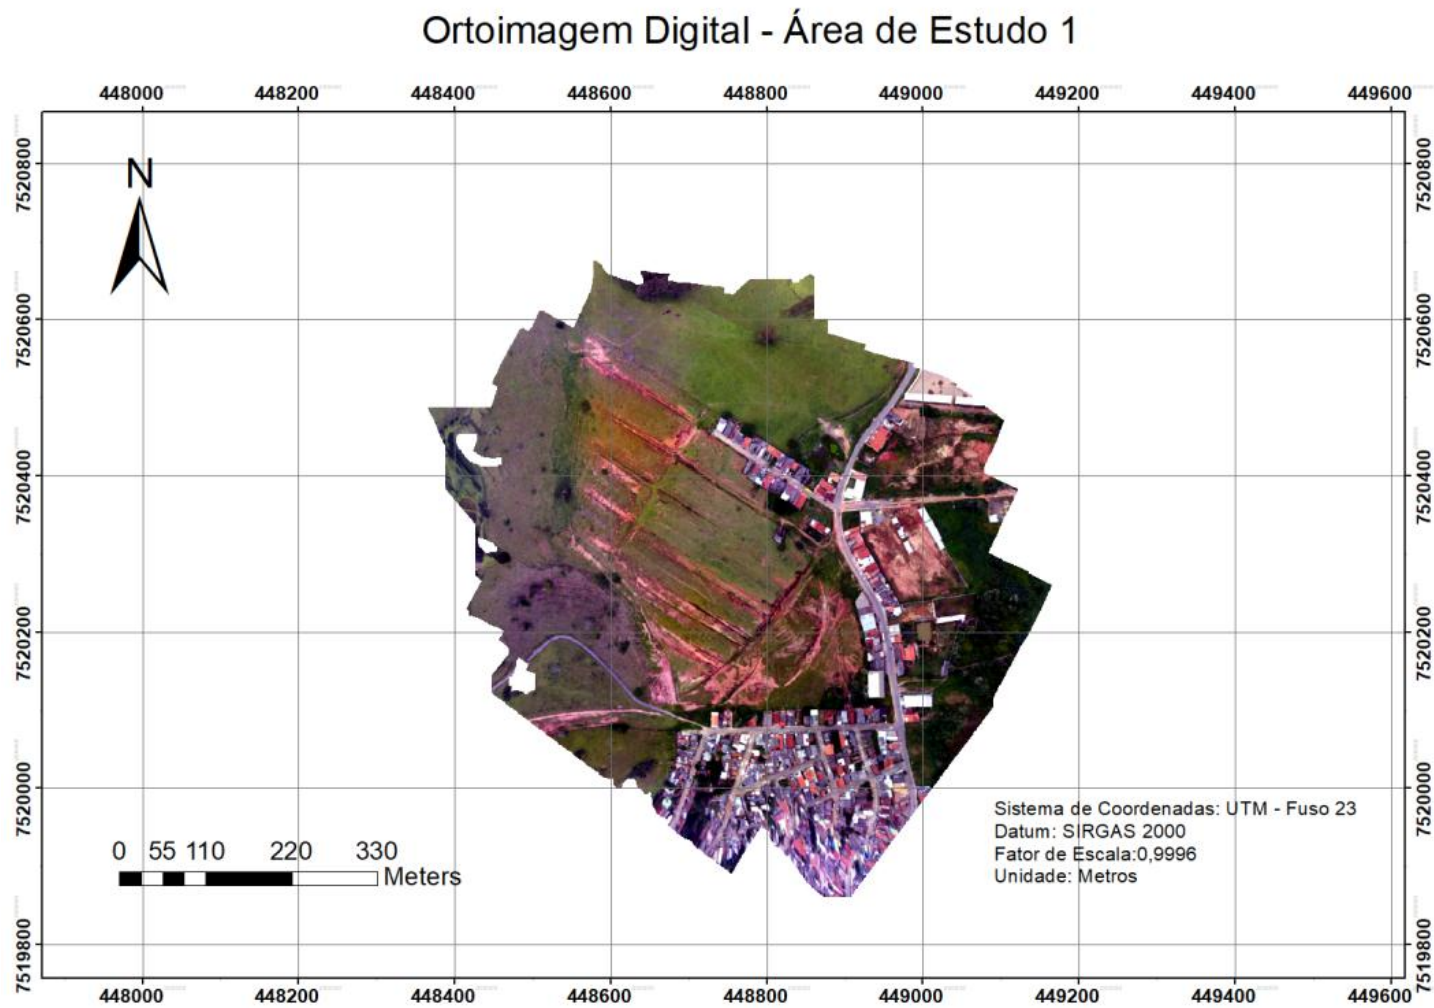 Ortoimagem Digital - Área de Estudo 1
448000 448200 448400 448600 448800 449000 449200 449400 449600
N
7520800 7520800
7520600 7520600
7520400 7520400
7520200 7520200
7520000 7520000
7519800 7519800
Sistema de Coordenadas: UTM - Fuso 23
Datum: SIRGAS 2000
Fator de Escala:0,9996
Unidade: Metros
0 55 110 220 330
Meters
448000 448200 448400 448600 448800 449000 449200 449400 449600